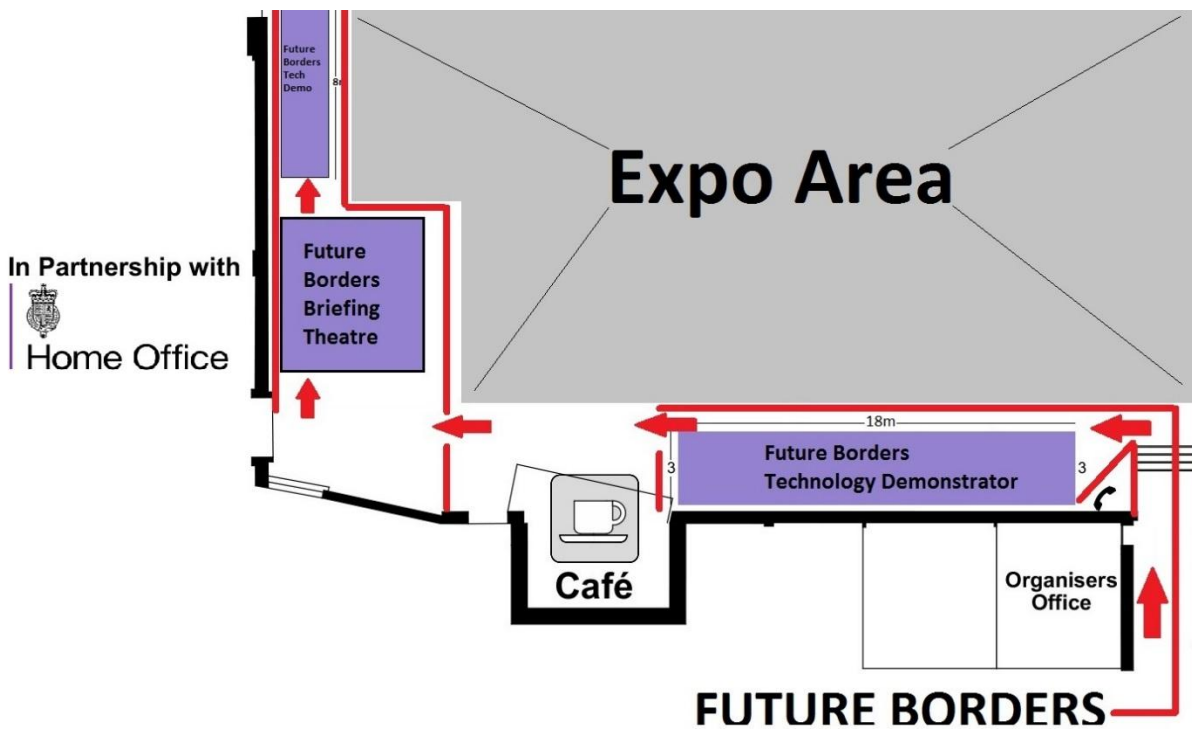 Future
Borders
Tech
Demo
Expo Area
Future
Borders
Briefing
Theatre
In Partnership with
Home Office
18m
3
Future Borders
Technology Demonstrator
3
Café
Organisers
Office
FUTURE BORDERS